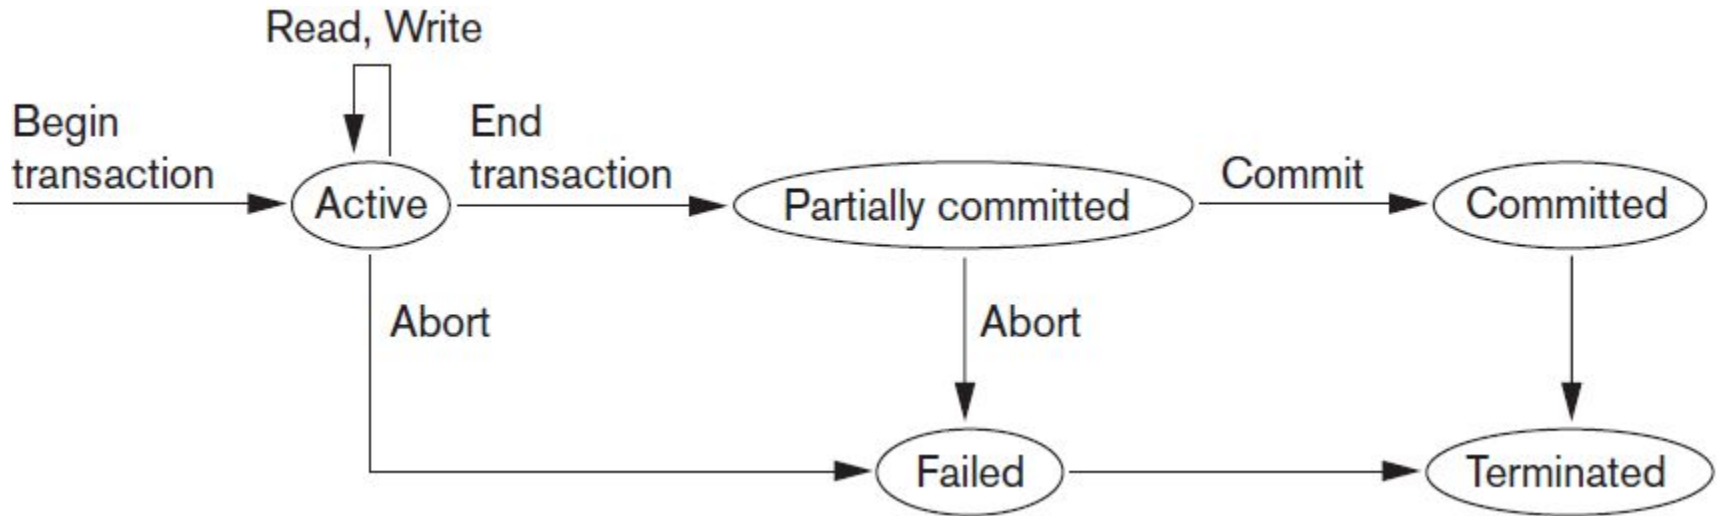 Read, Write
Begin
transaction
End
transaction
Active
Partially committed
Commit
Committed
Abort
Abort
Failed
Terminated